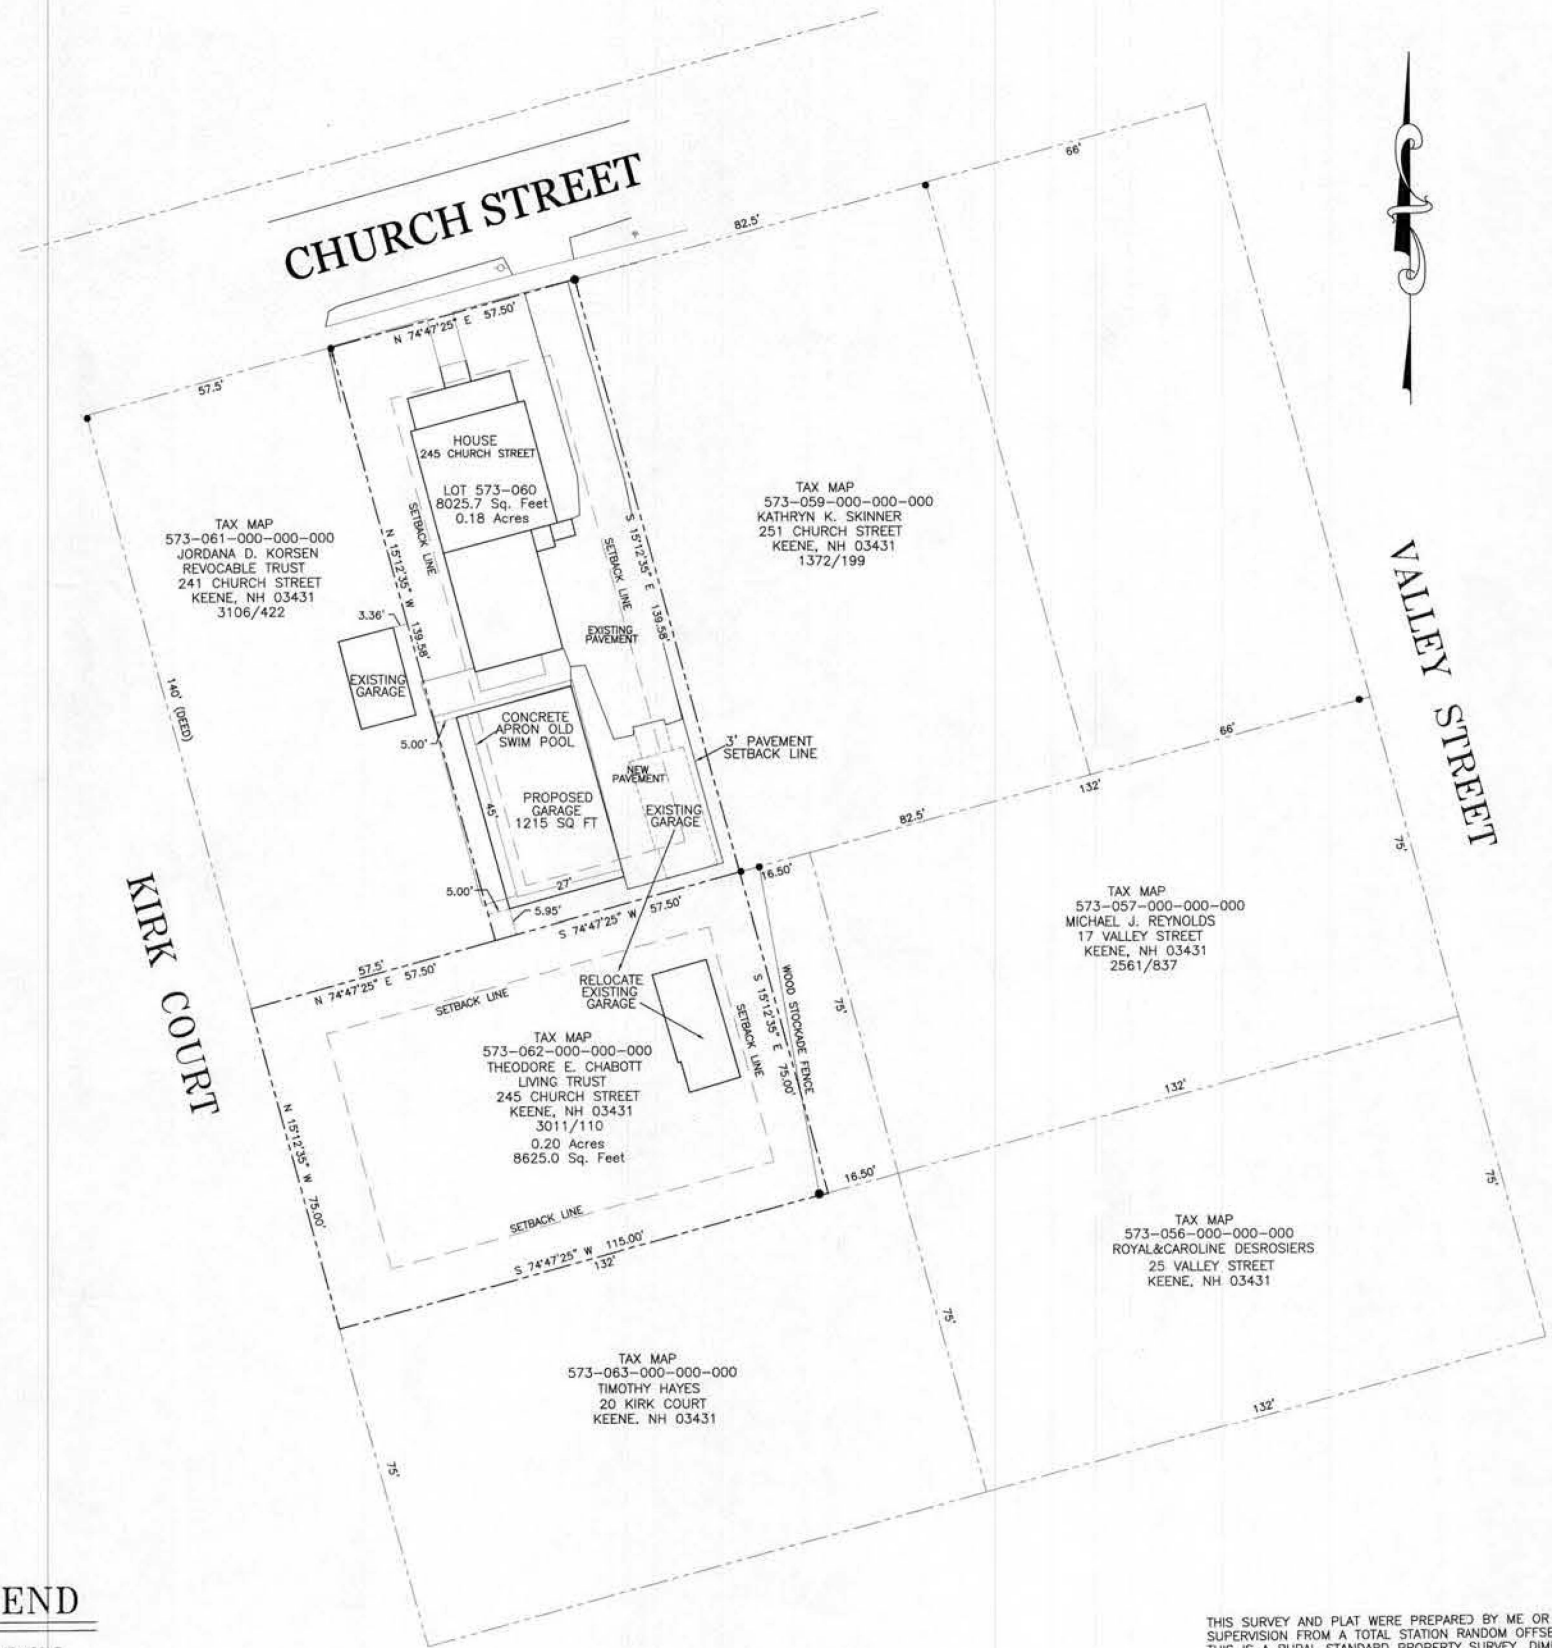 CHURCH STREET
66'
82.5'
N 74°47'25" E 57.50'
57.5'
HOUSE
245 CHURCH STREET
LOT 573-060
8025.7 Sq. Feet
0.18 Acres
SETBACK LINE
N 15°12'35" W 139.58'
SETBACK LINE
S 15°12'35" E 139.58'
TAX MAP
573-061-000-000-000
JORDANA D. KORSEN
REVOCABLE TRUST
241 CHURCH STREET
KEENE, NH 03431
3106/422
TAX MAP
573-059-000-000-000
KATHRYN K. SKINNER
251 CHURCH STREET
KEENE, NH 03431
1372/199
VALLEY STREET
3.36'
EXISTING
GARAGE
EXISTING
PAVEMENT
140' (DEED)
5.00'
CONCRETE
APRON OLD
SWIM POOL
3' PAVEMENT
SETBACK LINE
NEW
PAVEMENT
PROPOSED
GARAGE
1215 SQ FT
45'
27'
EXISTING
GARAGE
66'
132'
82.5'
75'
KIRK COURT
5.00'
5.95'
16.50'
S 74°47'25" W 57.50'
57.5'
N 74°47'25" E 57.50'
SETBACK LINE
RELOCATE
EXISTING
GARAGE
TAX MAP
573-057-000-000-000
MICHAEL J. REYNOLDS
17 VALLEY STREET
KEENE, NH 03431
2561/837
TAX MAP
573-062-000-000-000
THEODORE E. CHABOTT
LIVING TRUST
245 CHURCH STREET
KEENE, NH 03431
3011/110
0.20 Acres
8625.0 Sq. Feet
SETBACK LINE
S 15°12'35" E 75.00'
WOOD STOCKADE FENCE
75'
132'
N 15°12'35" W 75.00'
16.50'
75'
SETBACK LINE
S 74°47'25" W 115.00'
132'
TAX MAP
573-056-000-000-000
ROYAL&CAROLINE DESROSIERS
25 VALLEY STREET
KEENE, NH 03431
75'
TAX MAP
573-063-000-000-000
TIMOTHY HAYES
20 KIRK COURT
KEENE, NH 03431
132'
75'
END
THIS SURVEY AND PLAT WERE PREPARED BY ME OR
SUPERVISION FROM A TOTAL STATION RANDOM OFFSE